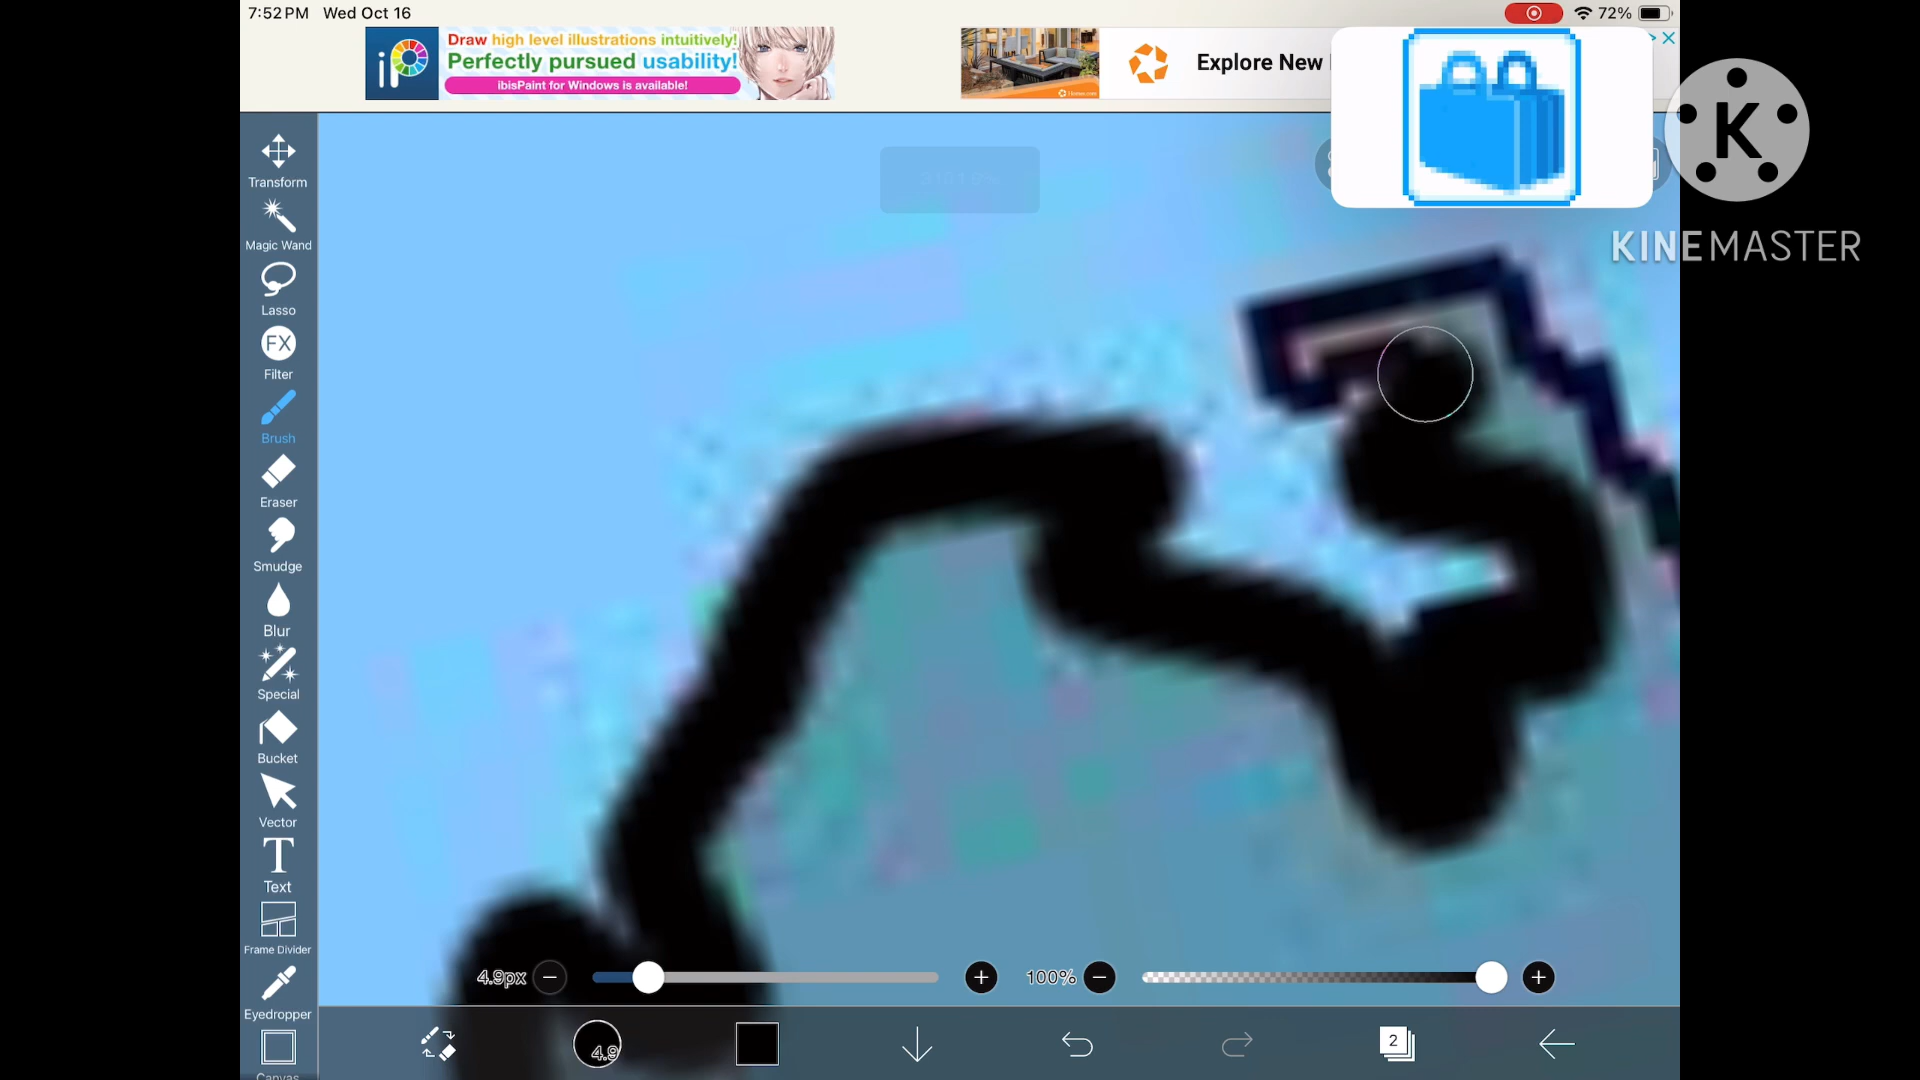 7:52 PM Wed Oct 16
72%
iP
Draw high level illustrations intuitively!
Perfectly pursued usability!
ibisPaint for Windows is available!
Explore New
K
KINEMASTER
Transform
Magic Wand
Lasso
FX
Filter
Brush
Eraser
Smudge
Blur
Special
Bucket
Vector
T
Text
Frame Divider
Eyedropper
Canvas
4.9px
100%
4.9
2